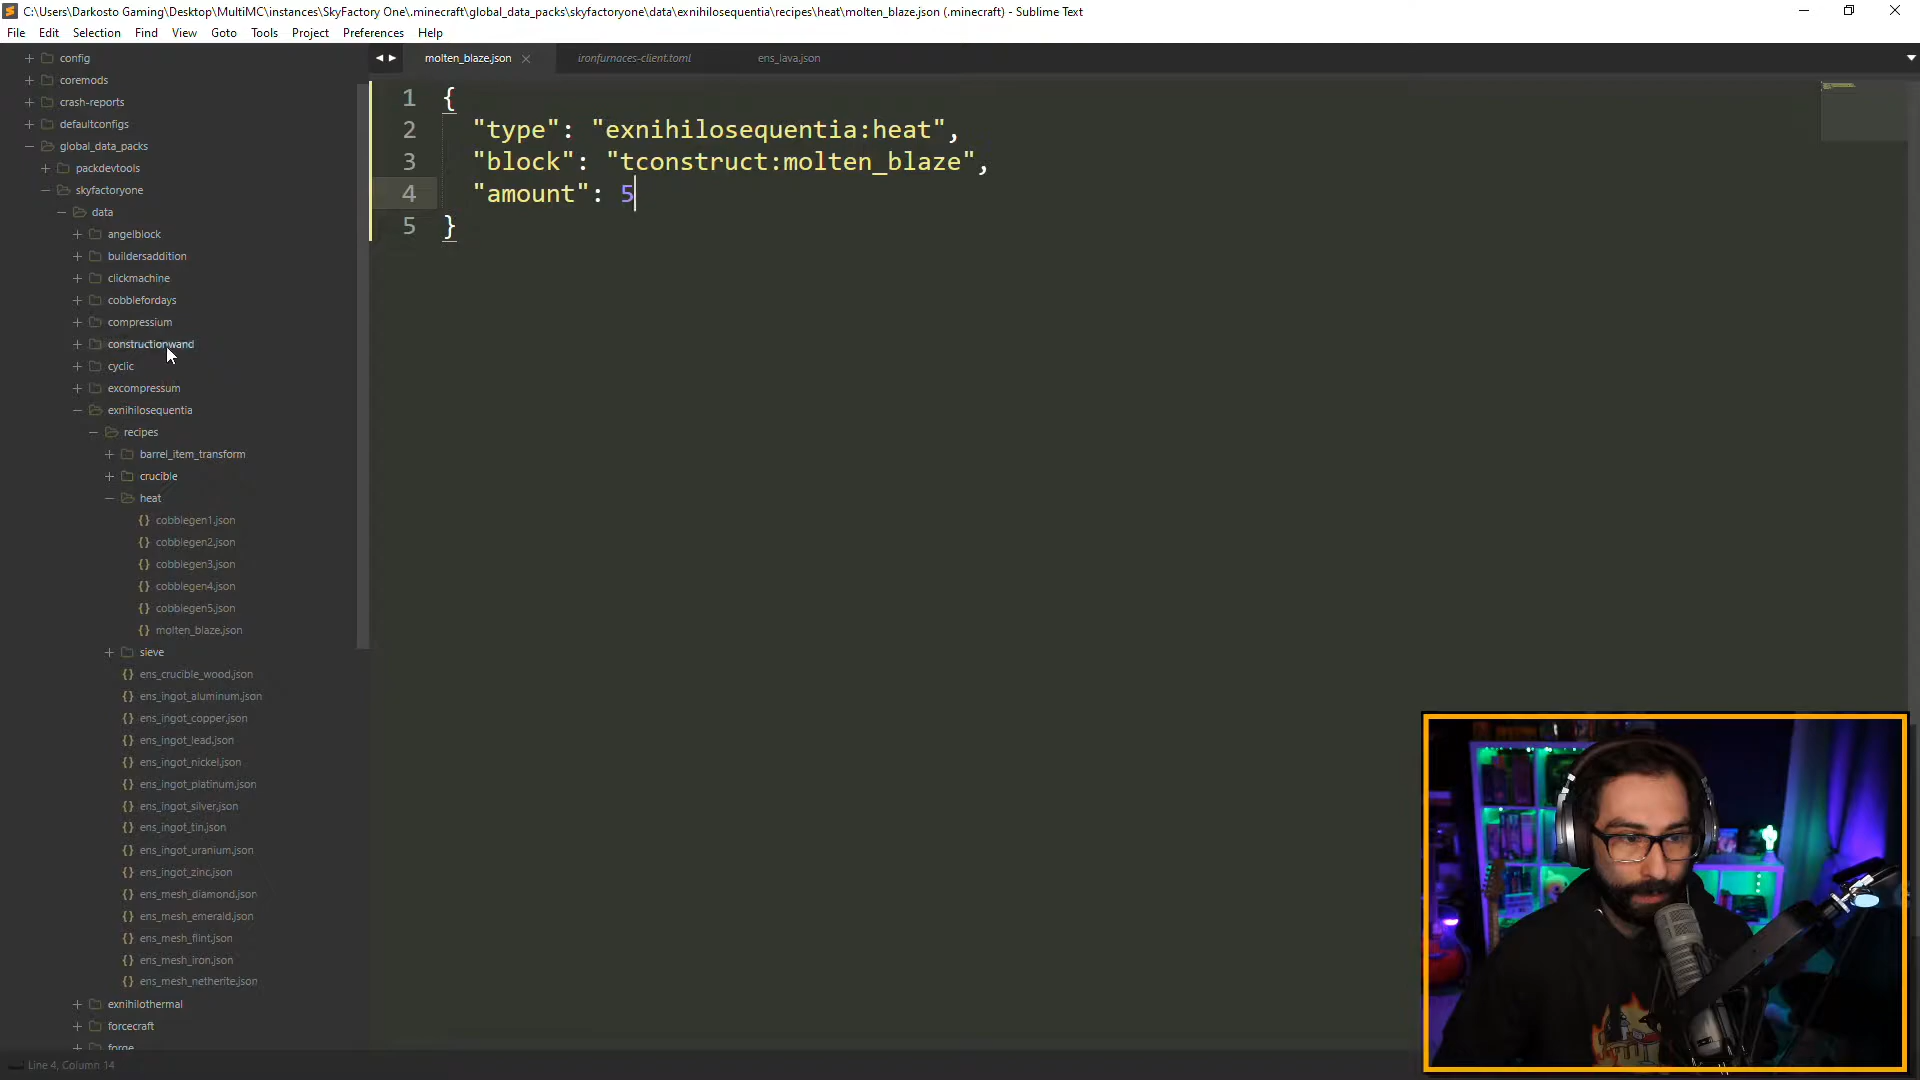 C:\Users\Darkosto Gaming\Desktop\MultiMC\instances\SkyFactory One\.minecraft\global_data_packs\skyfactoryone\data\exnihilosequentia\recipes\heat\molten_blaze.json (.minecraft) - Sublime Text
File Edit Selection Find View Goto Tools Project Preferences Help
config
coremods
crash-reports
defaultconfigs
global_data_packs
packdevtools
skyfactoryone
data
angelblock
buildersaddition
clickmachine
cobblefordays
compressium
constructionwand
cyclic
excompressum
exnihilosequentia
recipes
barrel_item_transform
crucible
heat
cobblegen1.json
cobblegen2.json
cobblegen3.json
cobblegen4.json
cobblegen5.json
molten_blaze.json
sieve
ens_crucible_wood.json
ens_ingot_aluminum.json
ens_ingot_copper.json
ens_ingot_lead.json
ens_ingot_nickel.json
ens_ingot_platinum.json
ens_ingot_silver.json
ens_ingot_tin.json
ens_ingot_uranium.json
ens_ingot_zinc.json
ens_mesh_diamond.json
ens_mesh_emerald.json
ens_mesh_flint.json
ens_mesh_iron.json
ens_mesh_netherite.json
exnihilothermal
forcecraft
forge
molten_blaze.json ironfurnaces-client.toml ens_lava.json
1 {
2 "type": "exnihilosequentia:heat",
3 "block": "tconstruct:molten_blaze",
4 "amount": 5
5 }
Line 4, Column 14